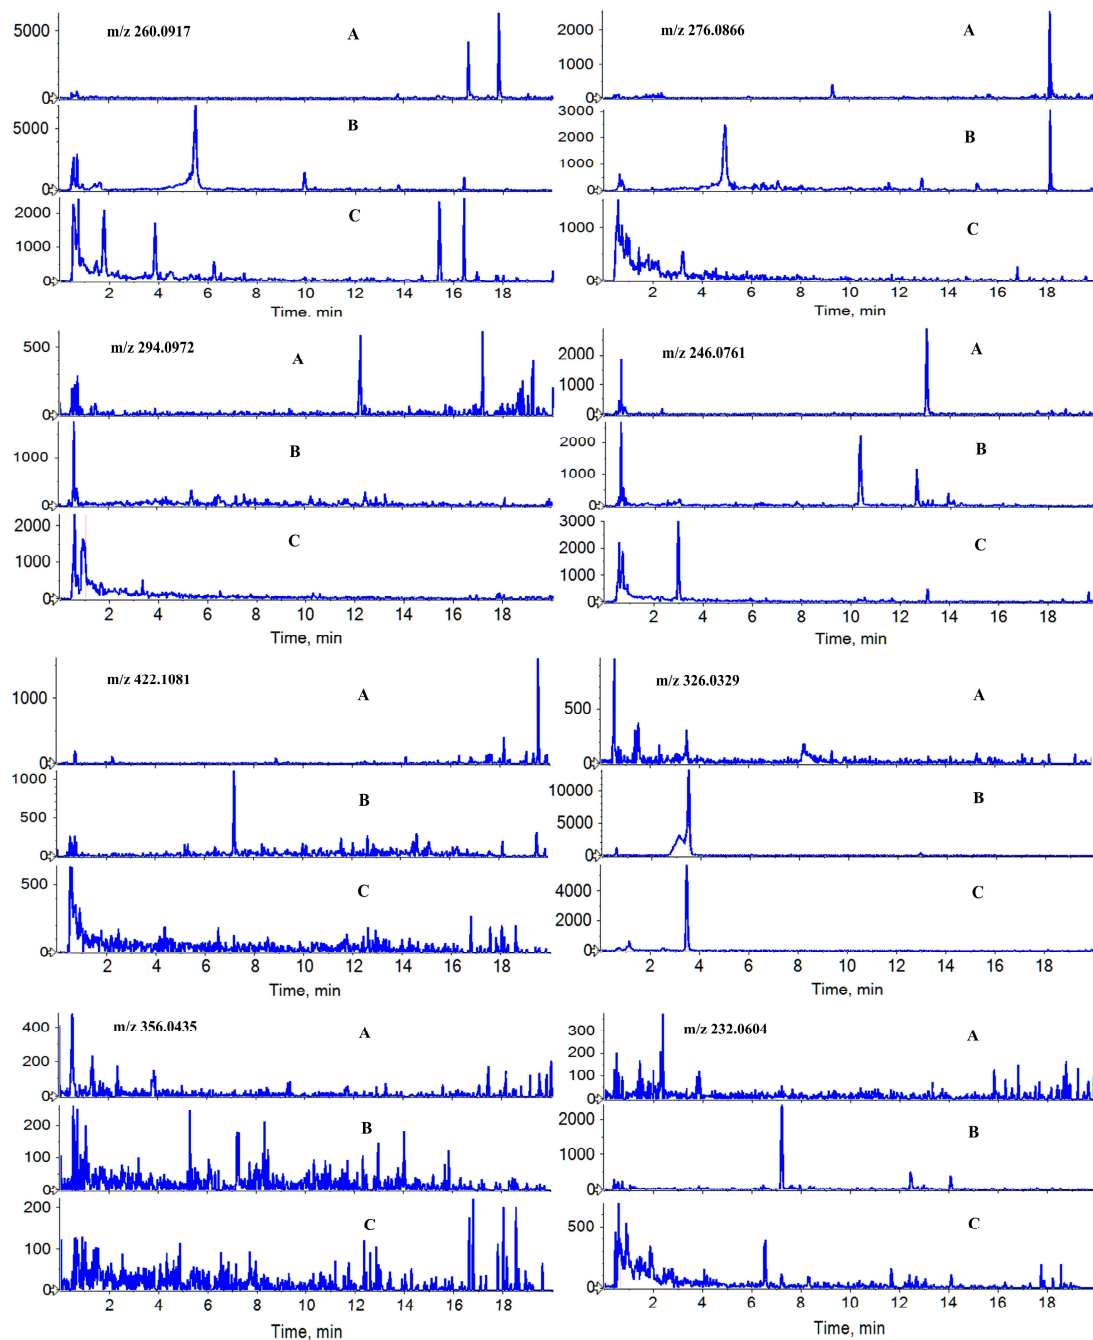 m/z 260.0917 A
5000
0
B
5000
0
C
2000
1000
0
2 4 6 8 10 12 14 16 18
Time, min
m/z 276.0866 A
2000
1000
0
B
3000
2000
1000
0
C
1000
0
2 4 6 8 10 12 14 16 18
Time, min
m/z 294.0972 A
500
0
B
1000
0
C
2000
1000
0
2 4 6 8 10 12 14 16 18
Time, min
m/z 246.0761 A
2000
1000
0
B
2000
1000
0
C
3000
2000
1000
0
2 4 6 8 10 12 14 16 18
Time, min
m/z 422.1081 A
1000
0
B
1000
500
0
C
500
0
2 4 6 8 10 12 14 16 18
Time, min
m/z 326.0329 A
500
0
B
10000
5000
0
C
4000
2000
0
2 4 6 8 10 12 14 16 18
Time, min
m/z 356.0435 A
400
200
0
B
200
100
0
C
200
100
0
2 4 6 8 10 12 14 16 18
Time, min
m/z 232.0604 A
300
200
100
0
B
2000
1000
0
C
500
0
2 4 6 8 10 12 14 16 18
Time, min